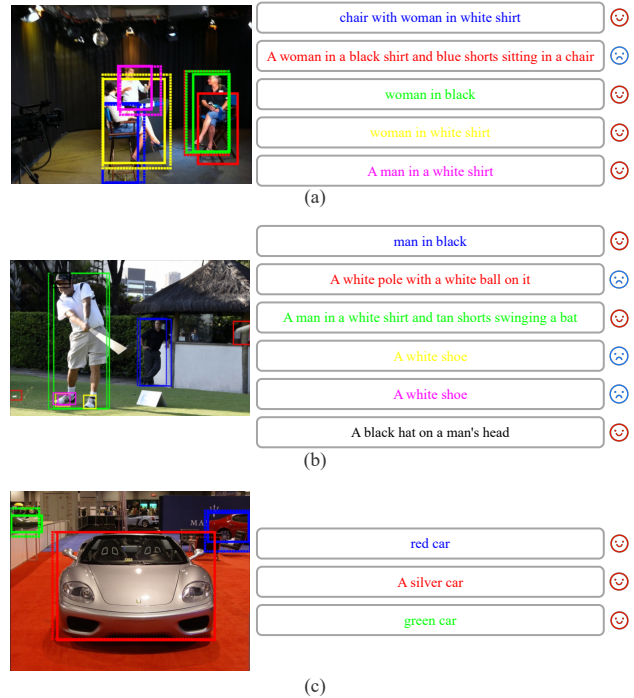 chair with woman in white shirt
A woman in a black shirt and blue shorts sitting in a chair
woman in black
woman in white shirt
A man in a white shirt
(a)
man in black
A white pole with a white ball on it
A man in a white shirt and tan shorts swinging a bat
A white shoe
A white shoe
A black hat on a man's head
(b)
MA
red car
A silver car
green car
(c)